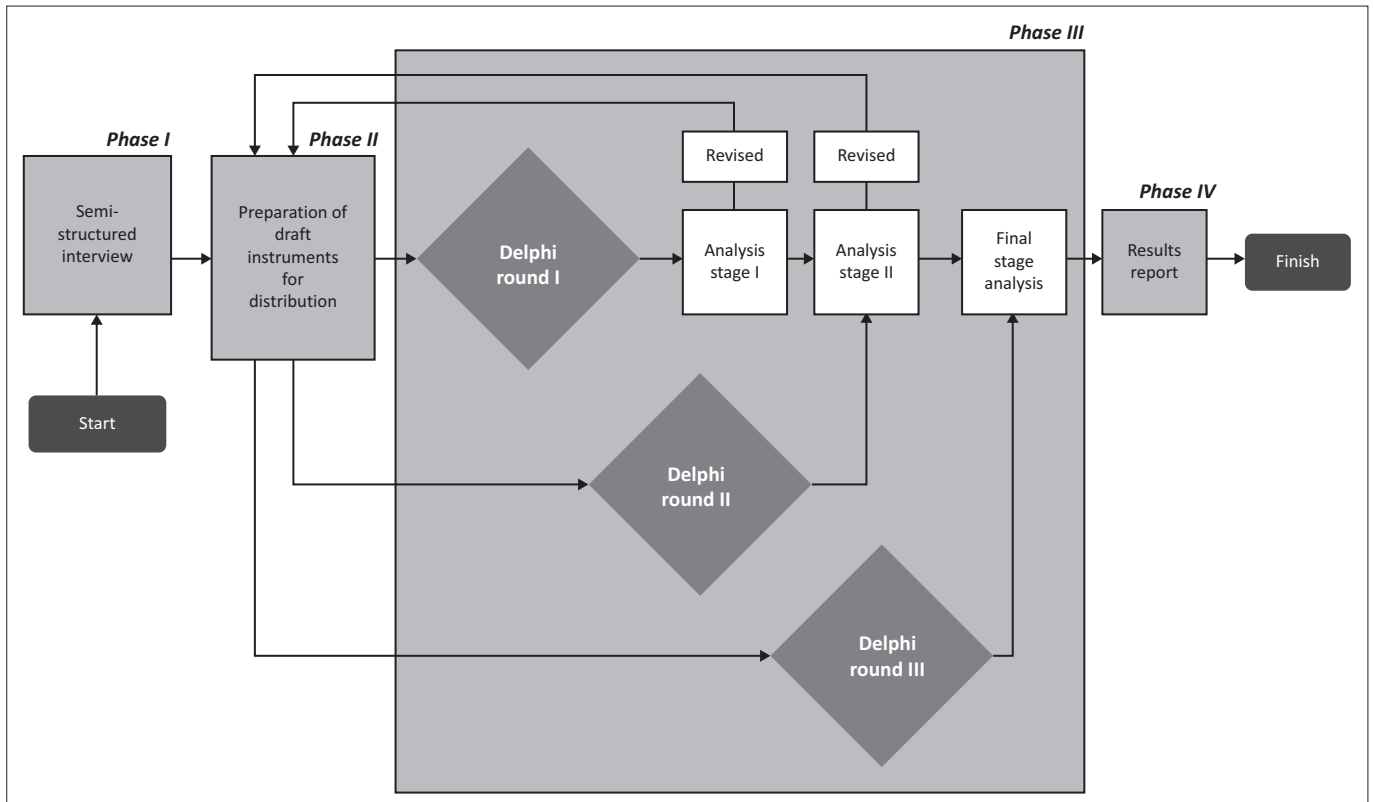 Phase III
Phase I
Phase II
Revised
Revised
Phase IV
Semi-
structured
interview
Preparation of
draft
instruments
for
distribution
Delphi
round I
Analysis
stage I
Analysis
stage II
Final
stage
analysis
Results
report
Finish
Start
Delphi
round II
Delphi
round III